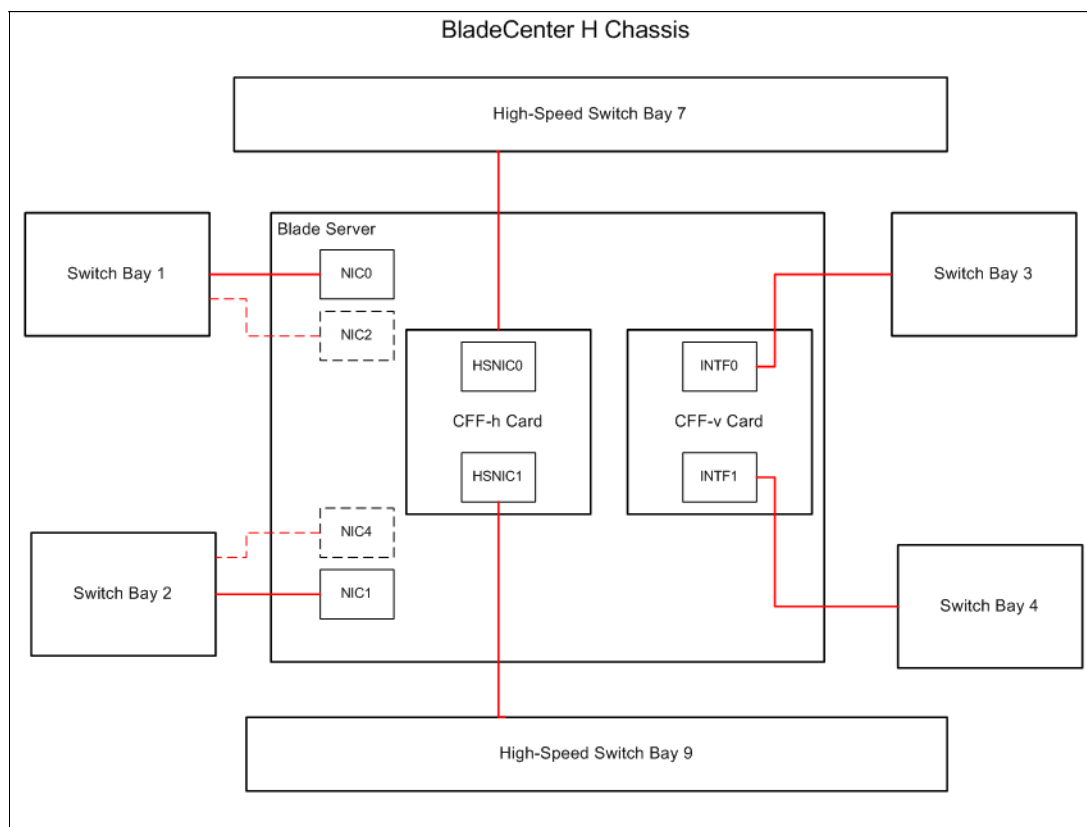 BladeCenter H Chassis
High-Speed Switch Bay 7
Blade Server
Switch Bay 1
NIC0
Switch Bay 3
NIC2
HSNIC0
INTF0
CFF-h Card
CFF-v Card
HSNIC1
INTF1
NIC4
Switch Bay 2
NIC1
Switch Bay 4
High-Speed Switch Bay 9